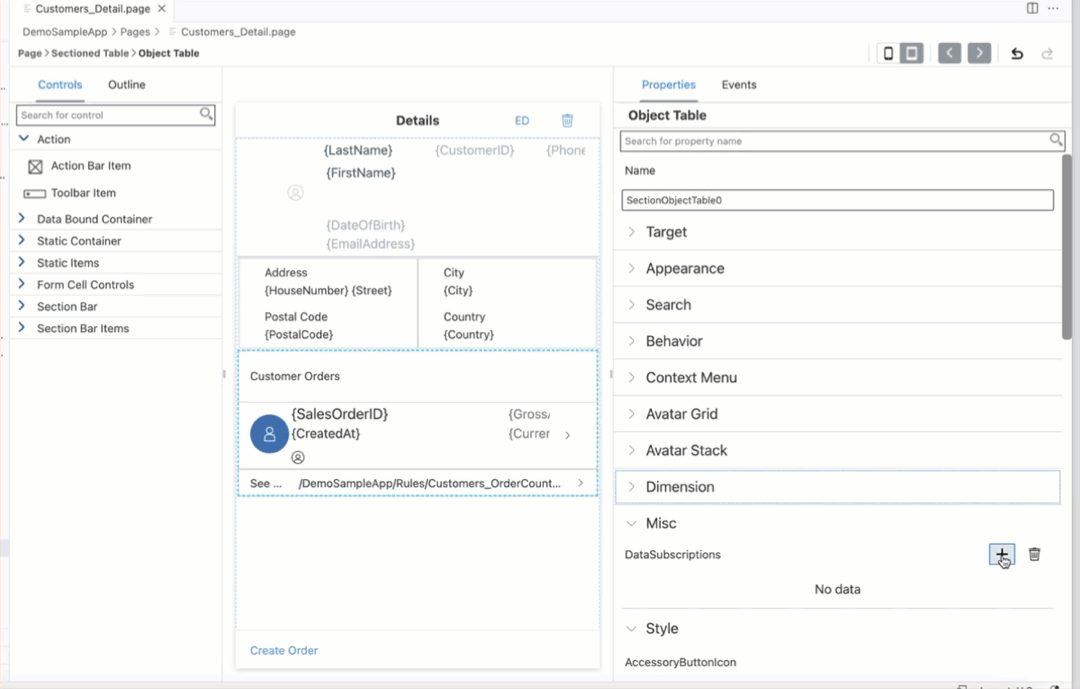 Customers_Detail.page
DemoSampleApp > Pages > Customers_Detail.page
Page > Sectioned Table > Object Table
Controls
Outline
Search for control
Action
Action Bar Item
Toolbar Item
Data Bound Container
Static Container
Static Items
Form Cell Controls
Section Bar
Section Bar Items
Details
ED
{LastName} {CustomerID} {Phone
{FirstName}
{DateOfBirth}
{EmailAddress}
Address
{HouseNumber} {Street}
City
{City}
Postal Code
{PostalCode}
Country
{Country}
Customer Orders
{SalesOrderID} {Gross
{CreatedAt} {Curren
See ... /DemoSampleApp/Rules/Customers_OrderCount...
Create Order
Properties
Events
Object Table
Search for property name
Name
SectionObjectTable0
Target
Appearance
Search
Behavior
Context Menu
Avatar Grid
Avatar Stack
Dimension
Misc
DataSubscriptions
No data
Style
AccessoryButtonIcon